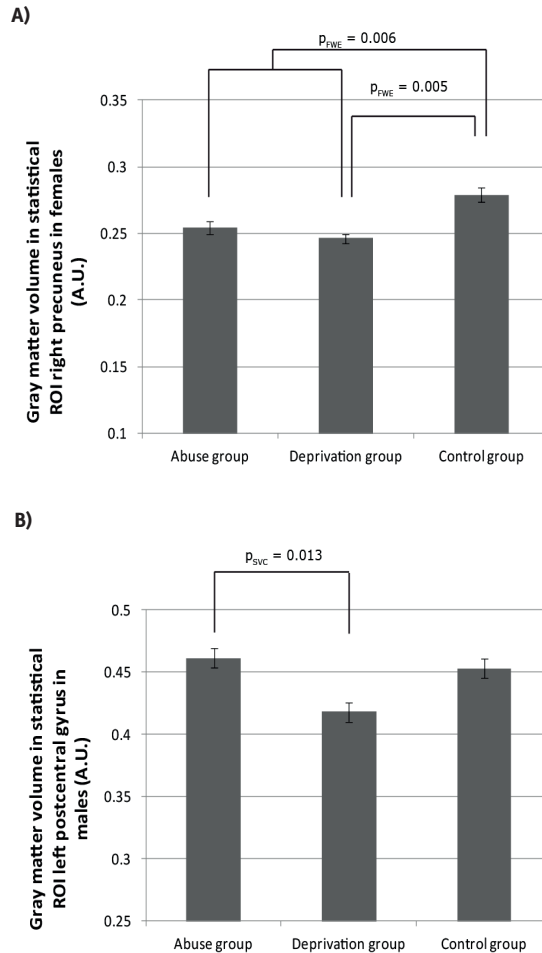 A)
p_FWE = 0.006
p_FWE = 0.005
Gray matter volume in statistical
ROI right precuneus in females
(A.U.)
0.35
0.3
0.25
0.2
0.15
0.1
Abuse group Deprivation group Control group
B)
p_SVC = 0.013
Gray matter volume in statistical
ROI left postcentral gyrus in
males (A.U.)
0.5
0.45
0.4
0.35
0.3
0.25
Abuse group Deprivation group Control group